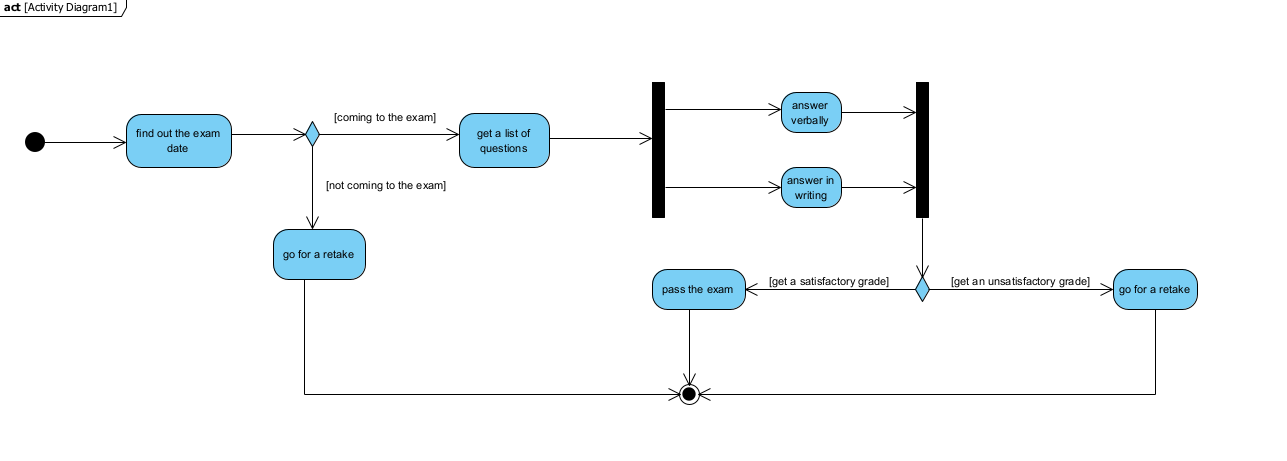 act [Activity Diagram1]
find out the exam
date
[coming to the exam]
[not coming to the exam]
go for a retake
get a list of
questions
answer
verbally
answer in
writing
pass the exam
[get a satisfactory grade]
[get an unsatisfactory grade]
go for a retake